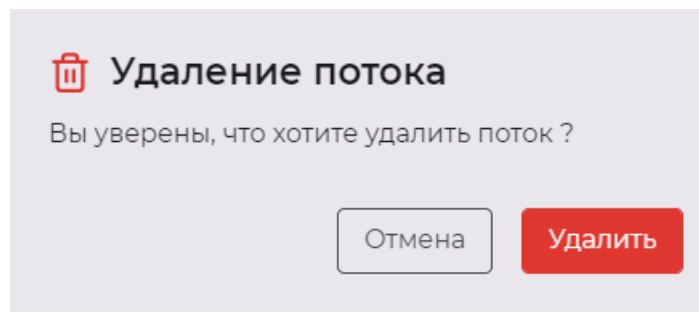 Удаление потока
Вы уверены, что хотите удалить поток ?
Отмена
Удалить